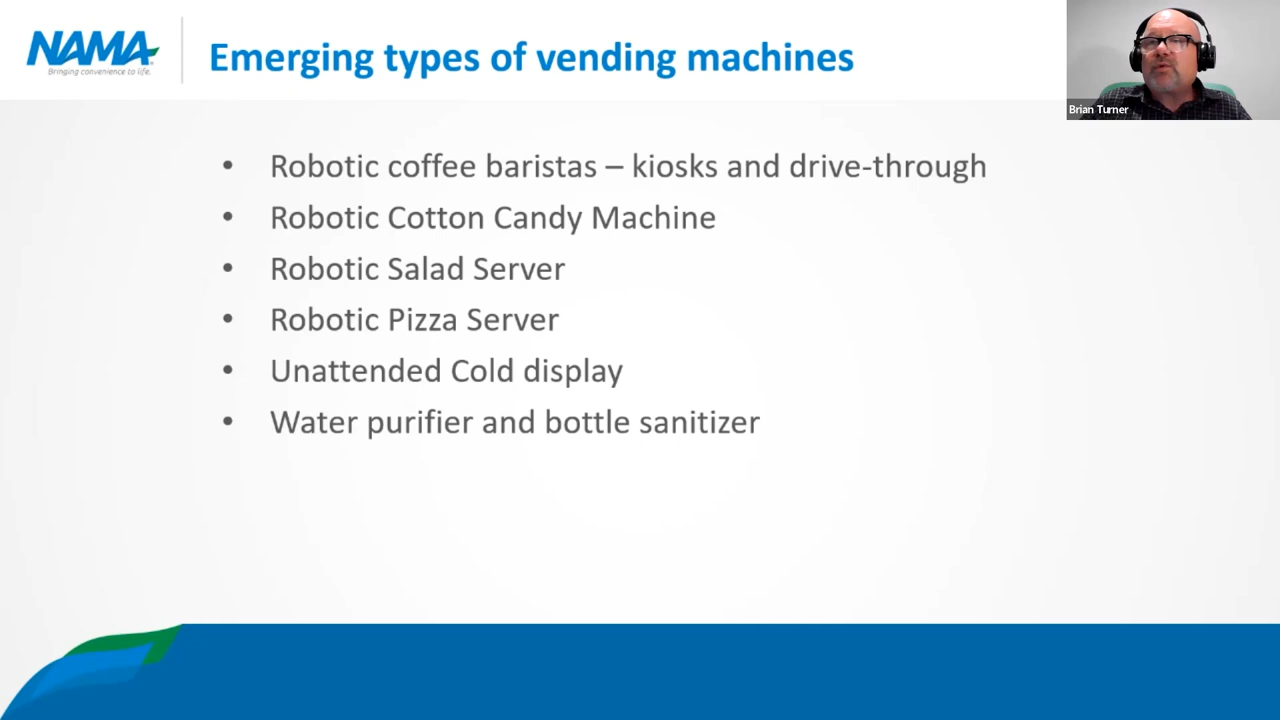 NAMA
Bringing convenience to life.
Emerging types of vending machines
Brian Turner
• Robotic coffee baristas – kiosks and drive-through
• Robotic Cotton Candy Machine
• Robotic Salad Server
• Robotic Pizza Server
• Unattended Cold display
• Water purifier and bottle sanitizer